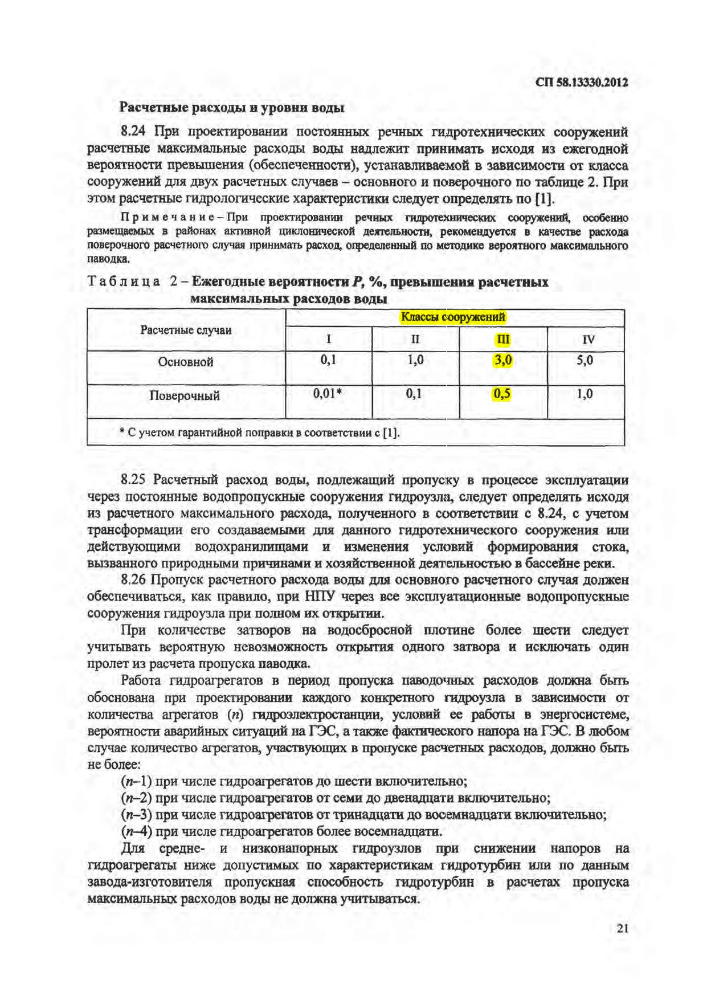 СП 58.13330.2012
Расчетные расходы и уровни воды
8.24 При проектировании постоянных речных гидротехнических сооружений
расчетные максимальные расходы воды надлежит принимать исходя из ежегодной
вероятности превышения (обеспеченности), устанавливаемой в зависимости от класса
сооружений для двух расчетных случаев – основного и поверочного по таблице 2. При
этом расчетные гидрологические характеристики следует определять по [1].
Примечание – При проектировании речных гидротехнических сооружений, особенно
размещаемых в районах активной циклонической деятельности, рекомендуется в качестве расхода
поверочного расчетного случая принимать расход, определенный по методике вероятного максимального
паводка.
Таблица 2 – Ежегодные вероятности P, %, превышения расчетных
максимальных расходов воды
Расчетные случаи
Классы сооружений
I II III IV
Основной 0,1 1,0 3,0 5,0
Поверочный 0,01* 0,1 0,5 1,0
* С учетом гарантийной поправки в соответствии с [1].
8.25 Расчетный расход воды, подлежащий пропуску в процессе эксплуатации
через постоянные водопропускные сооружения гидроузла, следует определять исходя
из расчетного максимального расхода, полученного в соответствии с 8.24, с учетом
трансформации его создаваемыми для данного гидротехнического сооружения или
действующими водохранилищами и изменения условий формирования стока,
вызванного природными причинами и хозяйственной деятельностью в бассейне реки.
8.26 Пропуск расчетного расхода воды для основного расчетного случая должен
обеспечиваться, как правило, при НПУ через все эксплуатационные водопропускные
сооружения гидроузла при полном их открытии.
При количестве затворов на водосбросной плотине более шести следует
учитывать вероятную невозможность открытия одного затвора и исключать один
пролет из расчета пропуска паводка.
Работа гидроагрегатов в период пропуска паводочных расходов должна быть
обоснована при проектировании каждого конкретного гидроузла в зависимости от
количества агрегатов (n) гидроэлектростанции, условий ее работы в энергосистеме,
вероятности аварийных ситуаций на ГЭС, а также фактического напора на ГЭС. В любом
случае количество агрегатов, участвующих в пропуске расчетных расходов, должно быть
не более:
(n–1) при числе гидроагрегатов до шести включительно;
(n–2) при числе гидроагрегатов от семи до двенадцати включительно;
(n–3) при числе гидроагрегатов от тринадцати до восемнадцати включительно;
(n–4) при числе гидроагрегатов более восемнадцати.
Для средне- и низконапорных гидроузлов при снижении напоров на
гидроагрегаты ниже допустимых по характеристикам гидротурбин или по данным
завода-изготовителя пропускная способность гидротурбин в расчетах пропуска
максимальных расходов воды не должна учитываться.
21